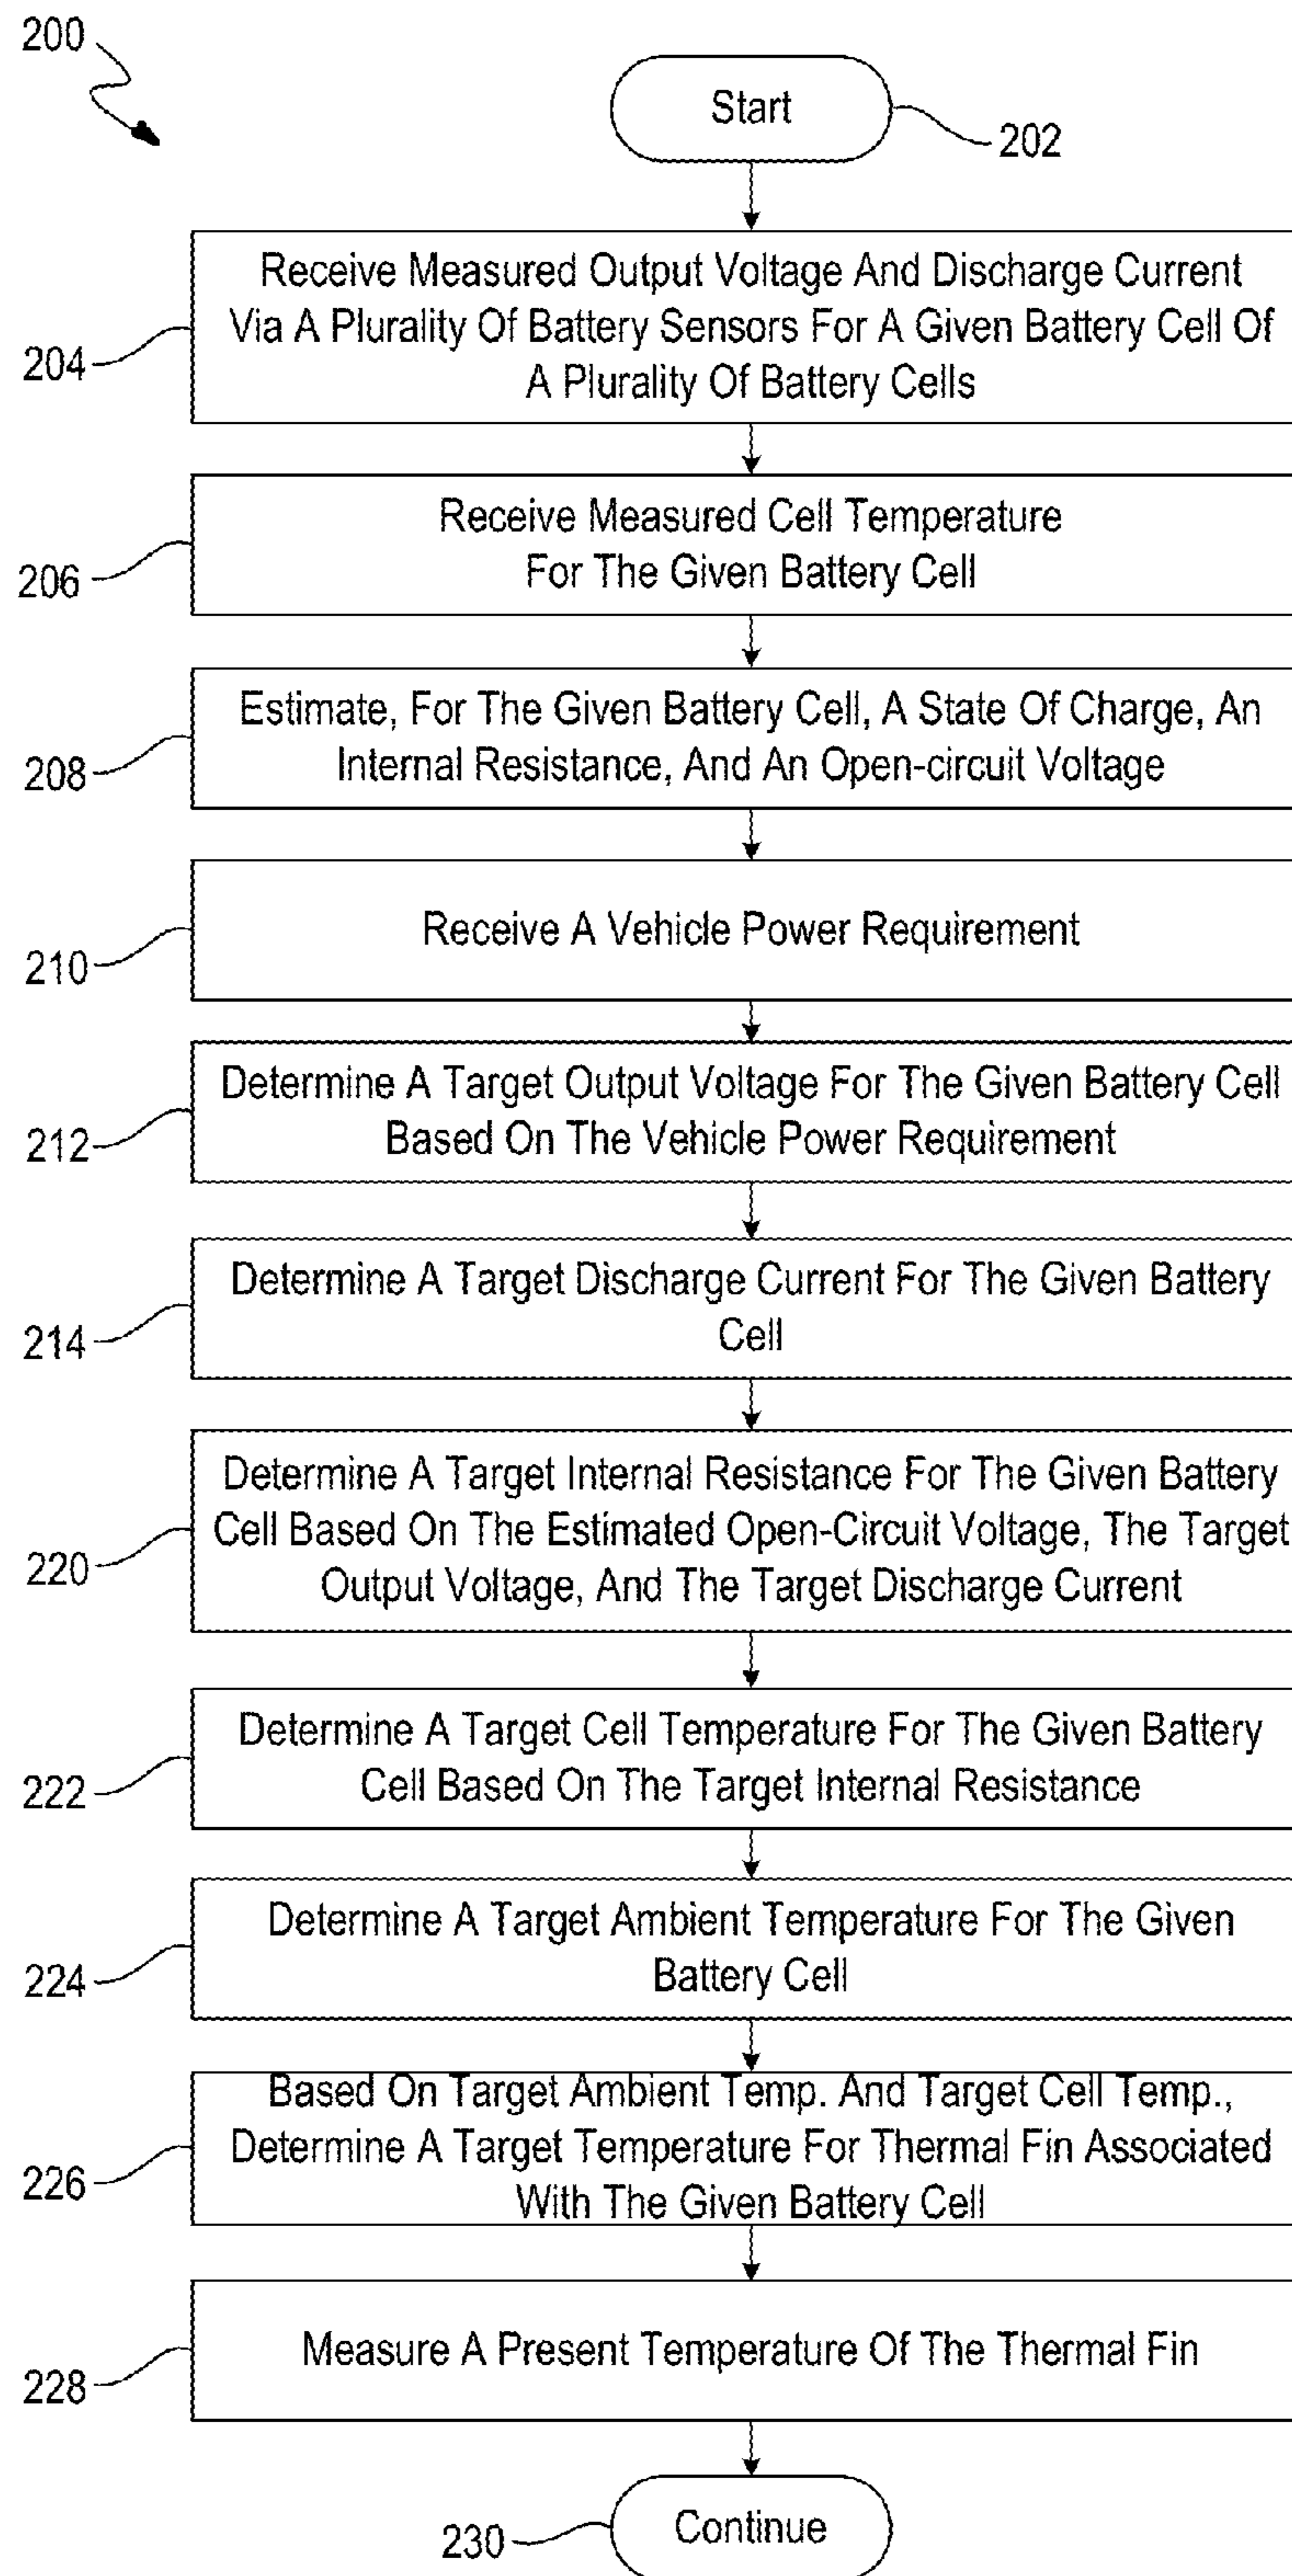 200
Start
202
Receive Measured Output Voltage And Discharge Current
Via A Plurality Of Battery Sensors For A Given Battery Cell Of
A Plurality Of Battery Cells
204
Receive Measured Cell Temperature
For The Given Battery Cell
206
Estimate, For The Given Battery Cell, A State Of Charge, An
Internal Resistance, And An Open-circuit Voltage
208
Receive A Vehicle Power Requirement
210
Determine A Target Output Voltage For The Given Battery Cell
Based On The Vehicle Power Requirement
212
Determine A Target Discharge Current For The Given Battery
Cell
214
Determine A Target Internal Resistance For The Given Battery
Cell Based On The Estimated Open-Circuit Voltage, The Target
Output Voltage, And The Target Discharge Current
220
Determine A Target Cell Temperature For The Given Battery
Cell Based On The Target Internal Resistance
222
Determine A Target Ambient Temperature For The Given
Battery Cell
224
Based On Target Ambient Temp. And Target Cell Temp.,
Determine A Target Temperature For Thermal Fin Associated
With The Given Battery Cell
226
Measure A Present Temperature Of The Thermal Fin
228
Continue
230